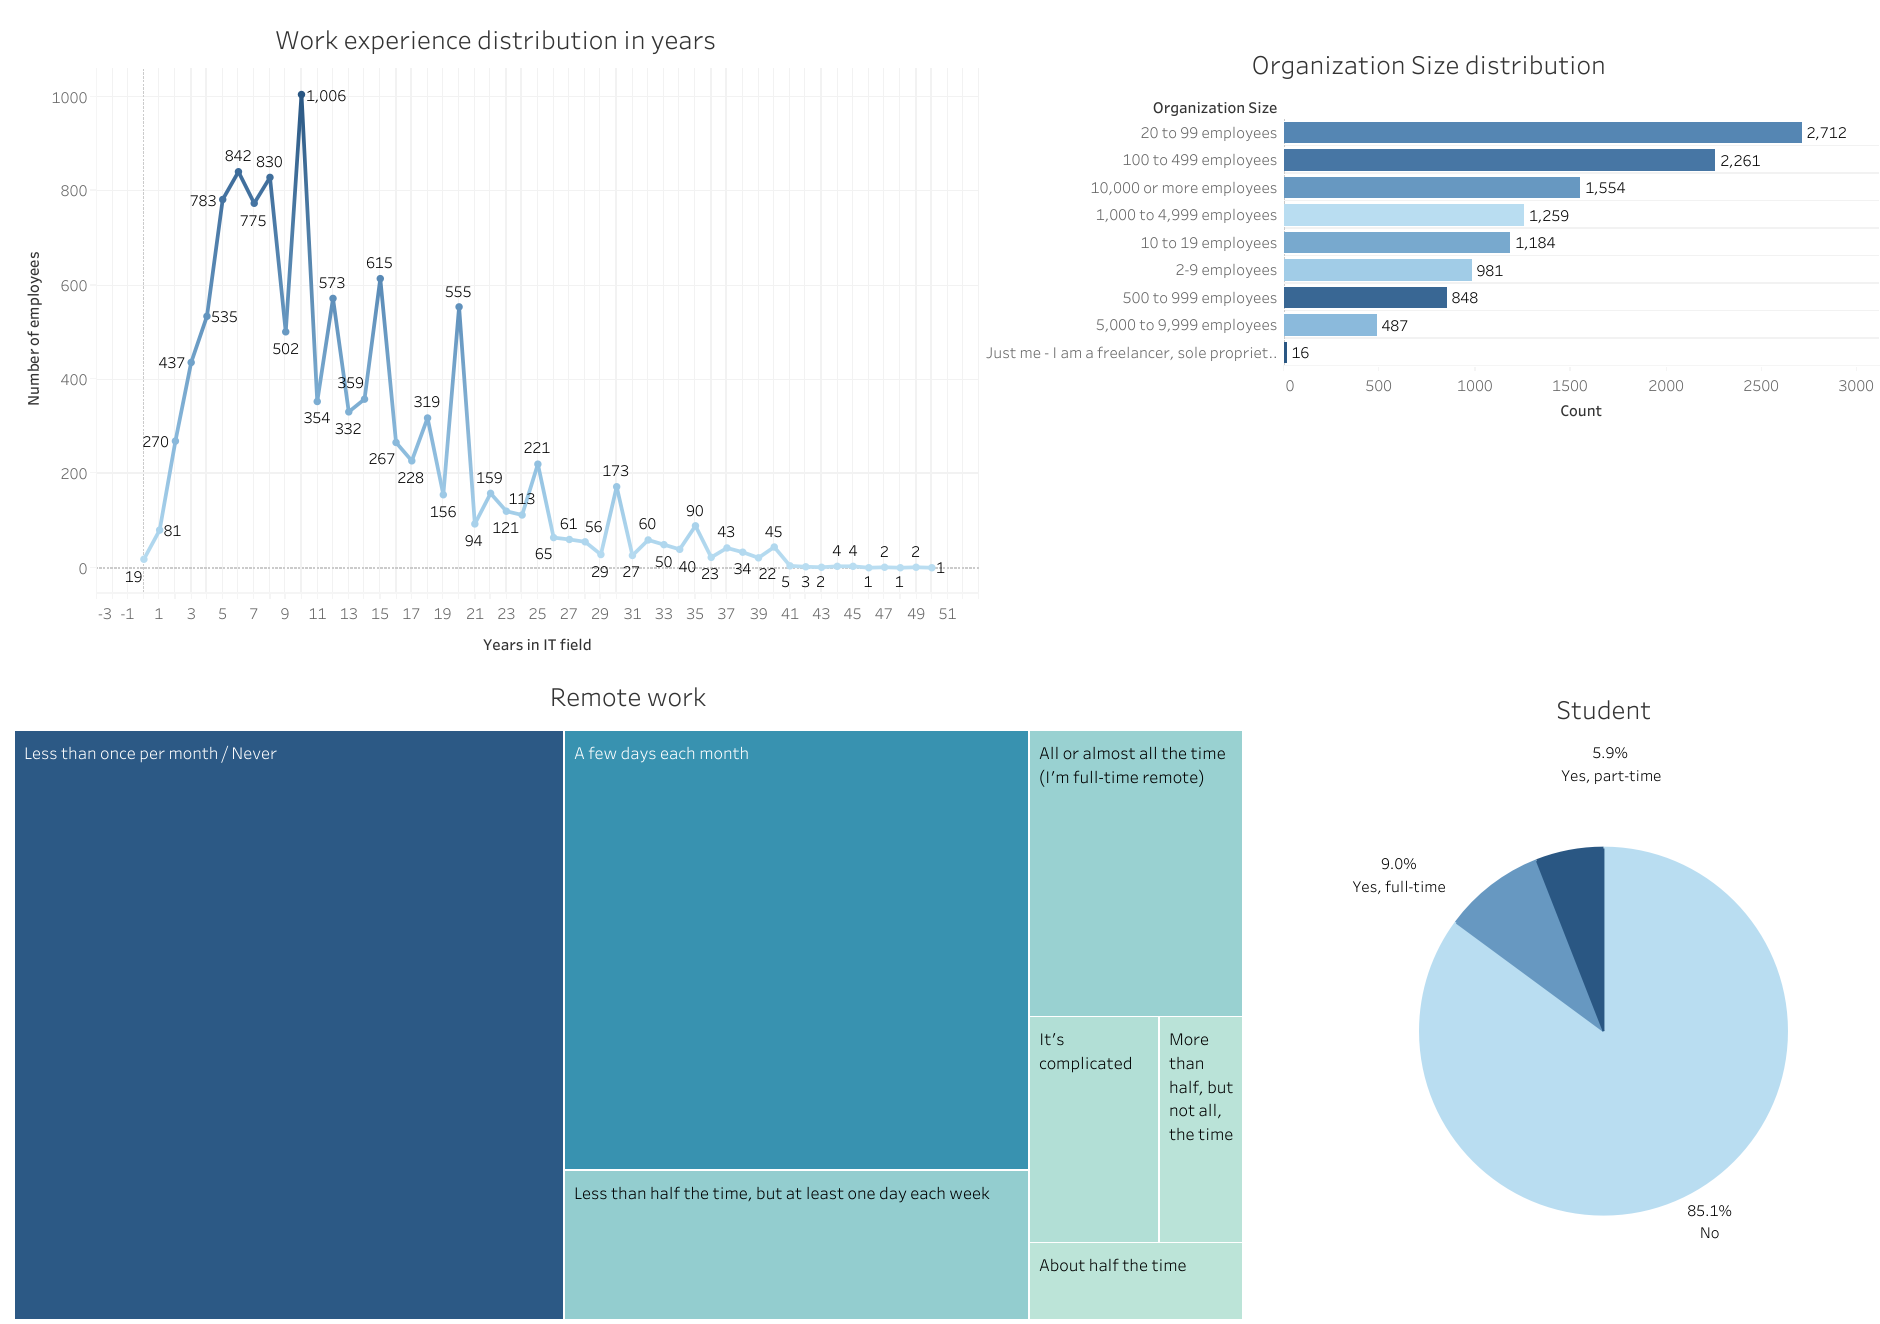 Work experience distribution in years
Number of employees
1000
800
600
400
200
0
19
81
270
437
535
783
842
775
830
502
1,006
354
573
332
359
615
267
228
319
156
555
94
159
121
113
221
65
61
56
29
173
27
60
50
40
90
23
43
34
22
45
5
3
2
4
4
1
2
1
2
1
-3 -1 1 3 5 7 9 11 13 15 17 19 21 23 25 27 29 31 33 35 37 39 41 43 45 47 49 51
Years in IT field
Organization Size distribution
Organization Size
20 to 99 employees 2,712
100 to 499 employees 2,261
10,000 or more employees 1,554
1,000 to 4,999 employees 1,259
10 to 19 employees 1,184
2-9 employees 981
500 to 999 employees 848
5,000 to 9,999 employees 487
Just me - I am a freelancer, sole propriet.. 16
0 500 1000 1500 2000 2500 3000
Count
Remote work
Less than once per month / Never
A few days each month
Less than half the time, but at least one day each week
All or almost all the time
(I'm full-time remote)
It's
complicated
More
than
half, but
not all,
the time
About half the time
Student
5.9%
Yes, part-time
9.0%
Yes, full-time
85.1%
No